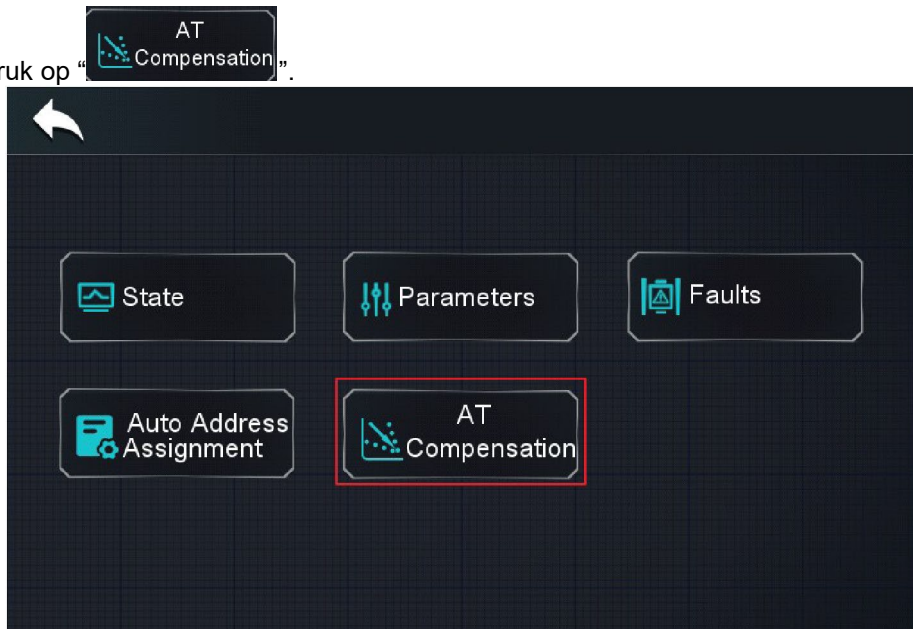 AT
Compensation
ruk op “ ”.
State
Parameters
Faults
Auto Address
Assignment
AT
Compensation